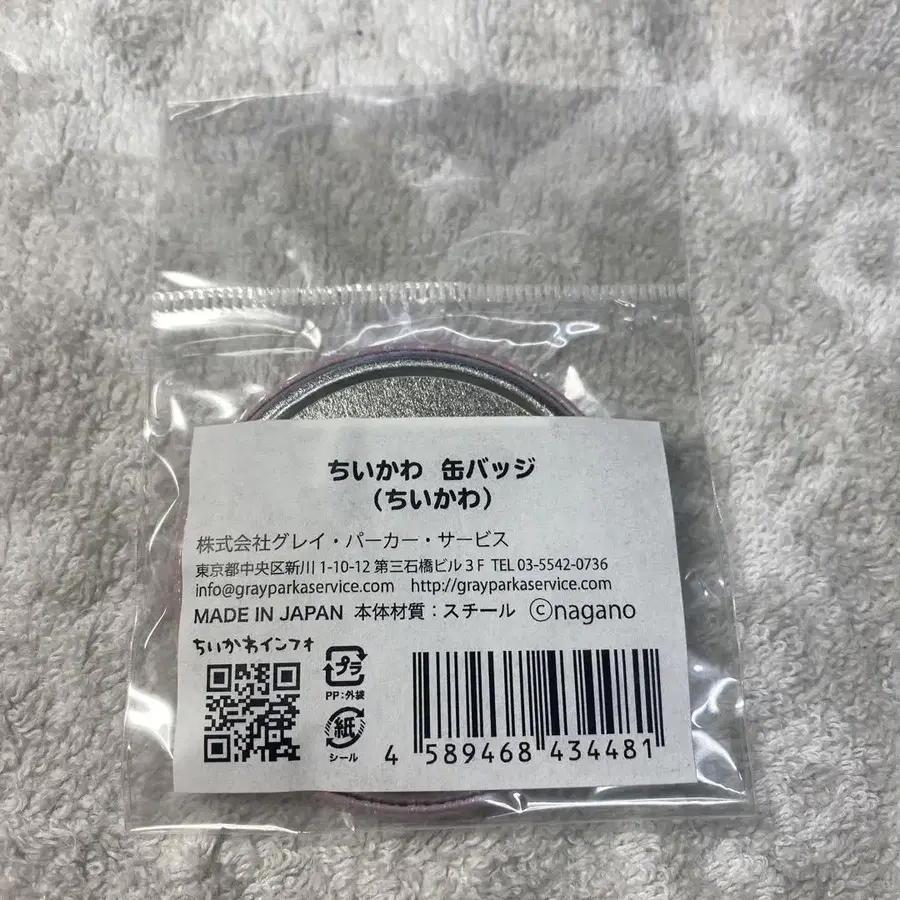 ちいかわ 缶バッジ
（ちいかわ）
株式会社グレイ・パーカー・サービス
東京都中央区新川 1-10-12 第三石橋ビル 3 F TEL 03-5542-0736
info@grayparkaservice.com http://grayparkaservice.com
MADE IN JAPAN 本体材質：スチール ⓒnagano
ちいかわインフォ
プラ
PP：外袋
紙
シール
4 589468 434481